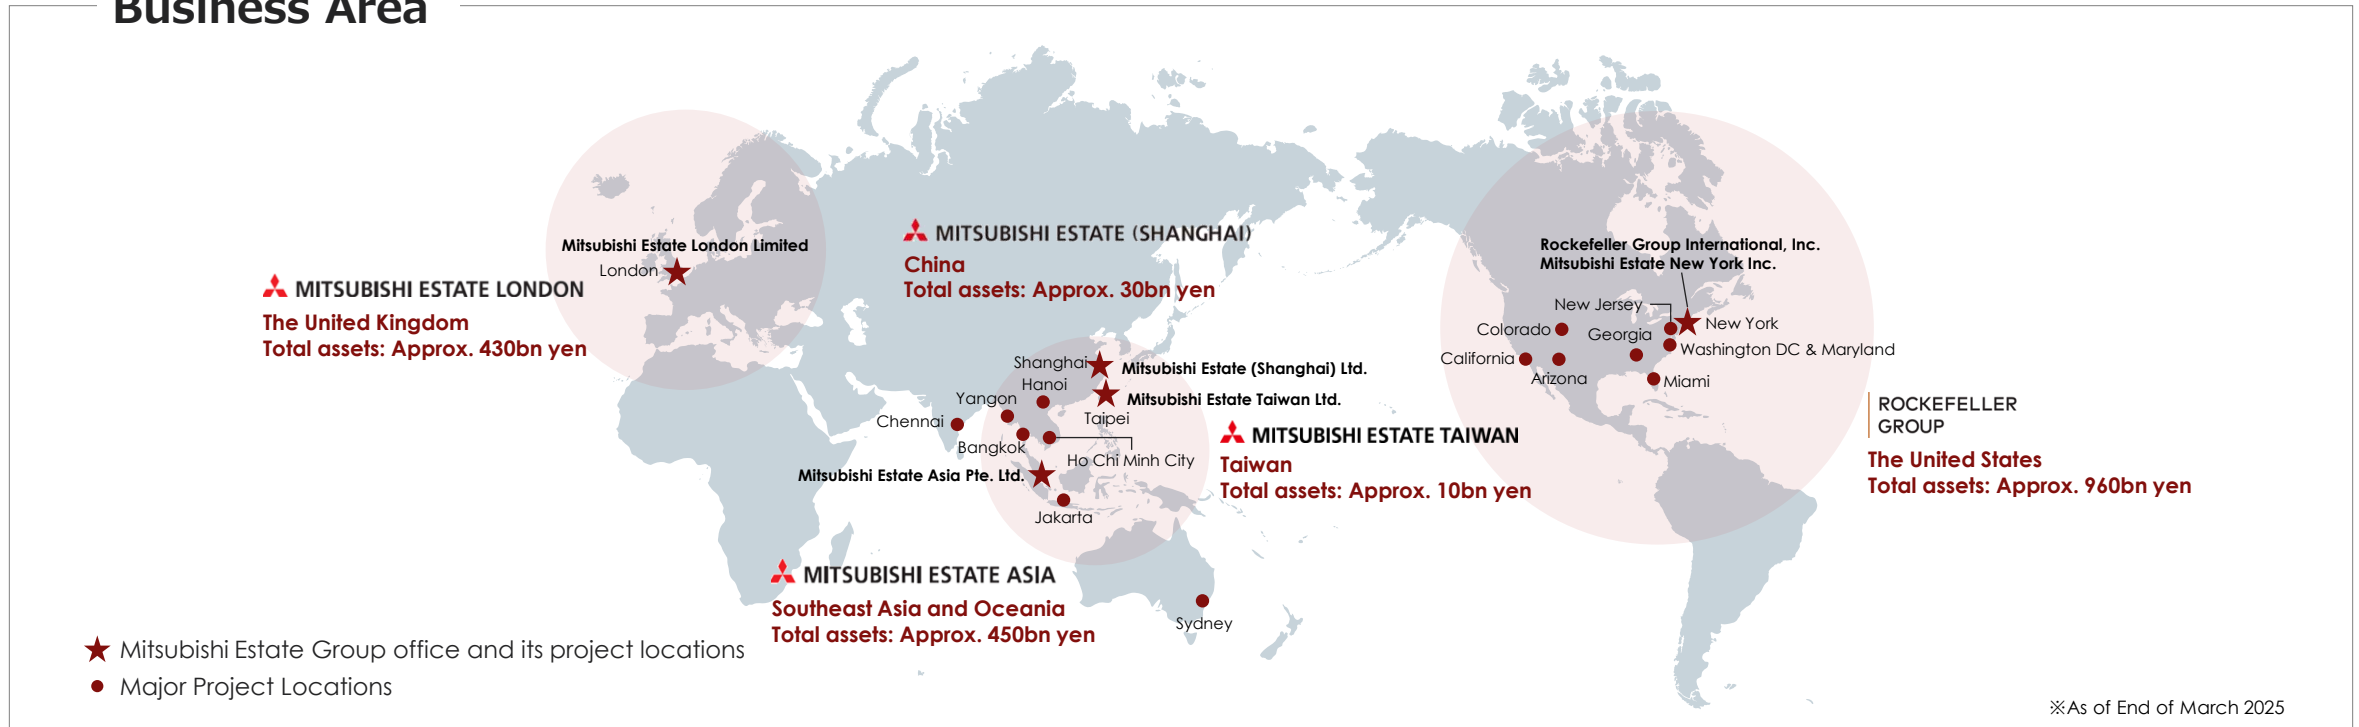 Business Area
Mitsubishi Estate London Limited
London
MITSUBISHI ESTATE LONDON
The United Kingdom
Total assets: Approx. 430bn yen
MITSUBISHI ESTATE (SHANGHAI)
China
Total assets: Approx. 30bn yen
Shanghai
Mitsubishi Estate (Shanghai) Ltd.
Hanoi
Yangon
Mitsubishi Estate Taiwan Ltd.
Taipei
Chennai
Bangkok
Ho Chi Minh City
Mitsubishi Estate Asia Pte. Ltd.
Jakarta
MITSUBISHI ESTATE TAIWAN
Taiwan
Total assets: Approx. 10bn yen
MITSUBISHI ESTATE ASIA
Southeast Asia and Oceania
Total assets: Approx. 450bn yen
Sydney
Rockefeller Group International, Inc.
Mitsubishi Estate New York Inc.
New Jersey
New York
Colorado
Georgia
Washington DC & Maryland
California
Arizona
Miami
ROCKEFELLER
GROUP
The United States
Total assets: Approx. 960bn yen
★ Mitsubishi Estate Group office and its project locations
● Major Project Locations
※As of End of March 2025